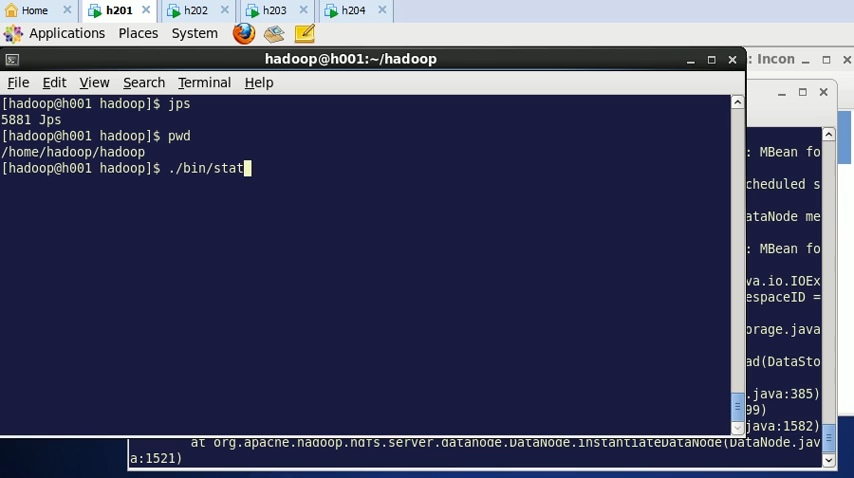 Home h201 h202 h203 h204
Applications Places System
hadoop@h001:~/hadoop
: Incon
File Edit View Search Terminal Help
[hadoop@h001 hadoop]$ jps
5881 Jps
[hadoop@h001 hadoop]$ pwd
/home/hadoop/hadoop
[hadoop@h001 hadoop]$ ./bin/stat
: MBean fo
cheduled s
ataNode me
: MBean fo
va.io.IOEx
espaceID =
orage.java
ad(DataSto
.java:385)
99)
java:1582)
at org.apache.hadoop.hdfs.server.datanode.DataNode.instantiateDataNode(DataNode.jav
a:1521)